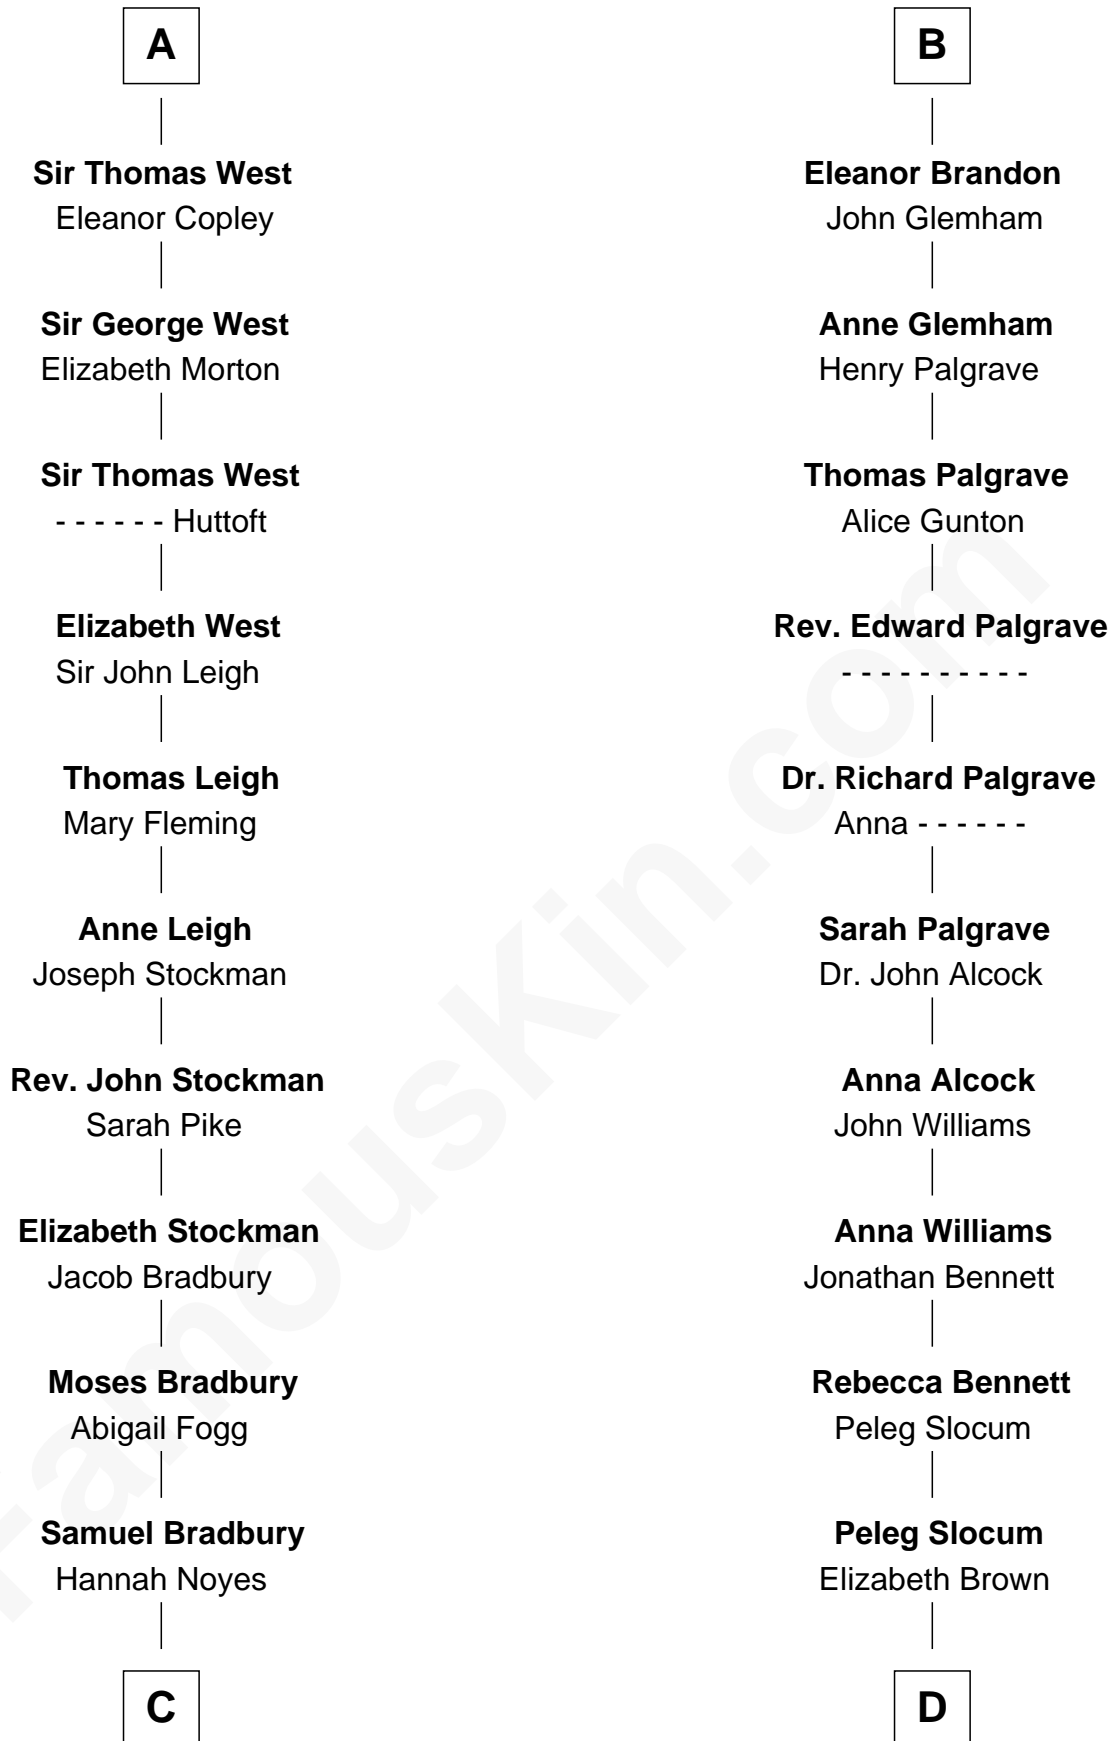 A
Sir Thomas West
Eleanor Copley
Sir George West
Elizabeth Morton
Sir Thomas West
- - - - - - Huttoft
Elizabeth West
Sir John Leigh
Thomas Leigh
Mary Fleming
Anne Leigh
Joseph Stockman
Rev. John Stockman
Sarah Pike
Elizabeth Stockman
Jacob Bradbury
Moses Bradbury
Abigail Fogg
Samuel Bradbury
Hannah Noyes
C
B
Eleanor Brandon
John Glemham
Anne Glemham
Henry Palgrave
Thomas Palgrave
Alice Gunton
Rev. Edward Palgrave
- - - - - - - - - -
Dr. Richard Palgrave
Anna - - - - - -
Sarah Palgrave
Dr. John Alcock
Anna Alcock
John Williams
Anna Williams
Jonathan Bennett
Rebecca Bennett
Peleg Slocum
Peleg Slocum
Elizabeth Brown
D
FamousKin.com